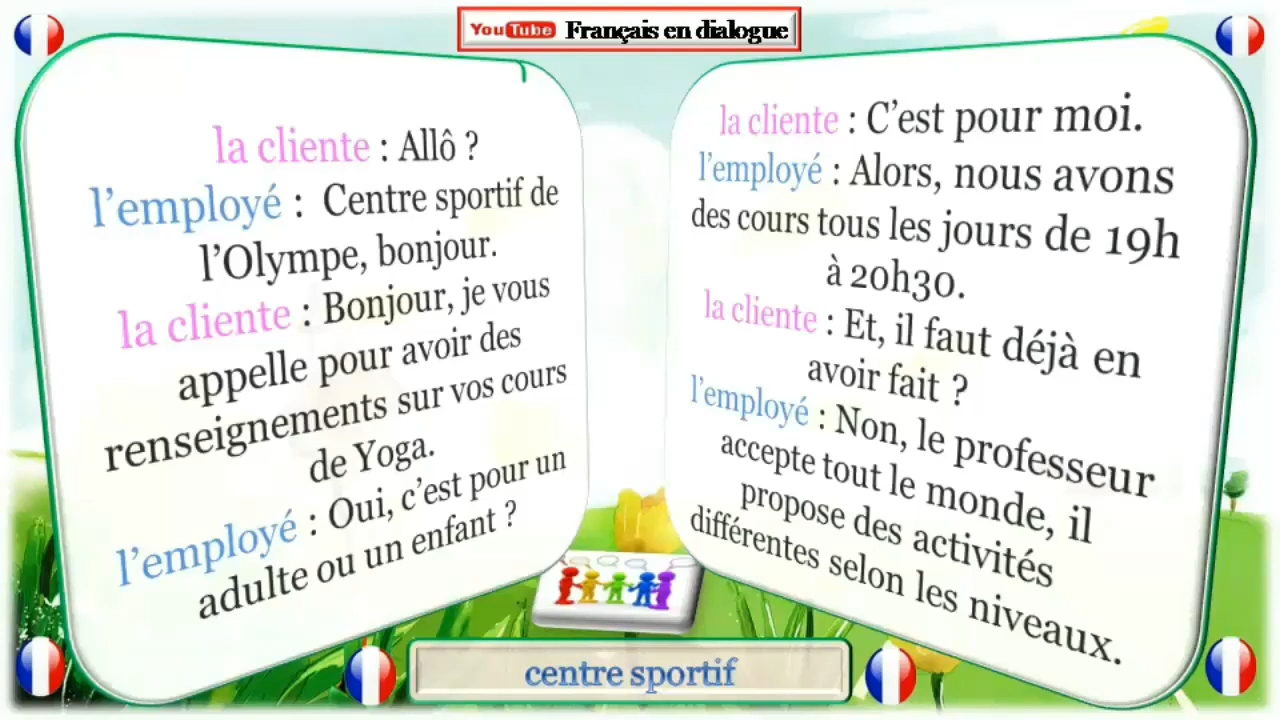 YouTube Français en dialogue
la cliente : Allô ?
l’employé : Centre sportif de
l’Olympe, bonjour.
la cliente : Bonjour, je vous
appelle pour avoir des
renseignements sur vos cours
de Yoga.
l’employé : Oui, c’est pour un
adulte ou un enfant ?
la cliente : C’est pour moi.
l’employé : Alors, nous avons
des cours tous les jours de 19h
à 20h30.
la cliente : Et, il faut déjà en
avoir fait ?
l’employé : Non, le professeur
accepte tout le monde, il
propose des activités
différentes selon les niveaux.
centre sportif